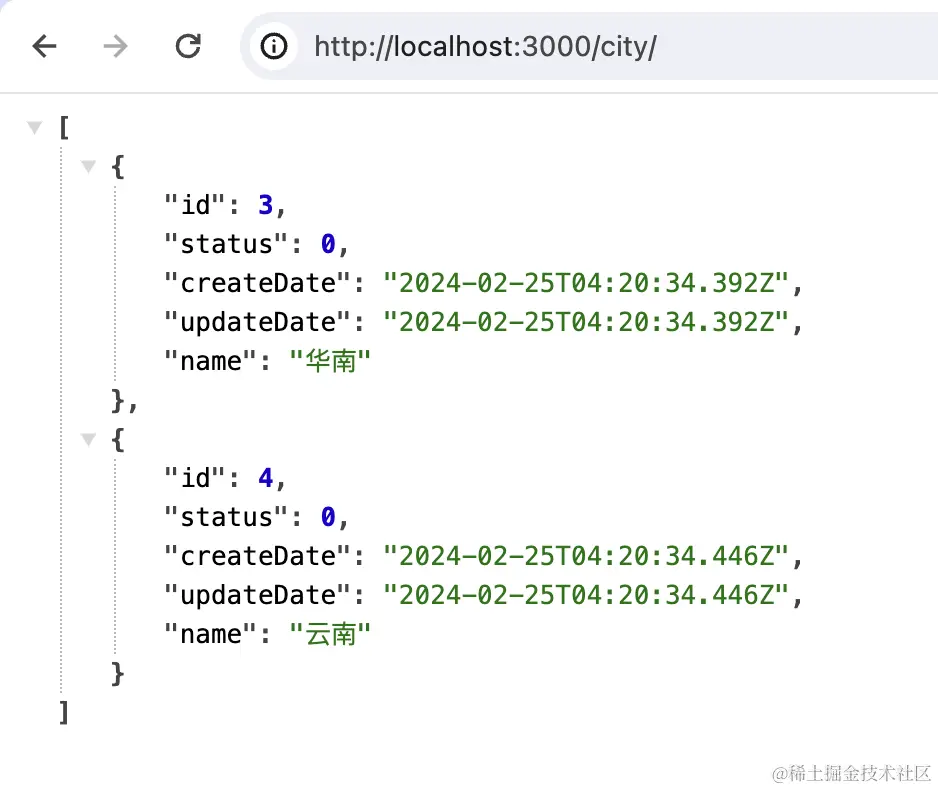 http://localhost:3000/city/
[
{
"id": 3,
"status": 0,
"createDate": "2024-02-25T04:20:34.392Z",
"updateDate": "2024-02-25T04:20:34.392Z",
"name": "华南"
},
{
"id": 4,
"status": 0,
"createDate": "2024-02-25T04:20:34.446Z",
"updateDate": "2024-02-25T04:20:34.446Z",
"name": "云南"
}
]
@稀土掘金技术社区